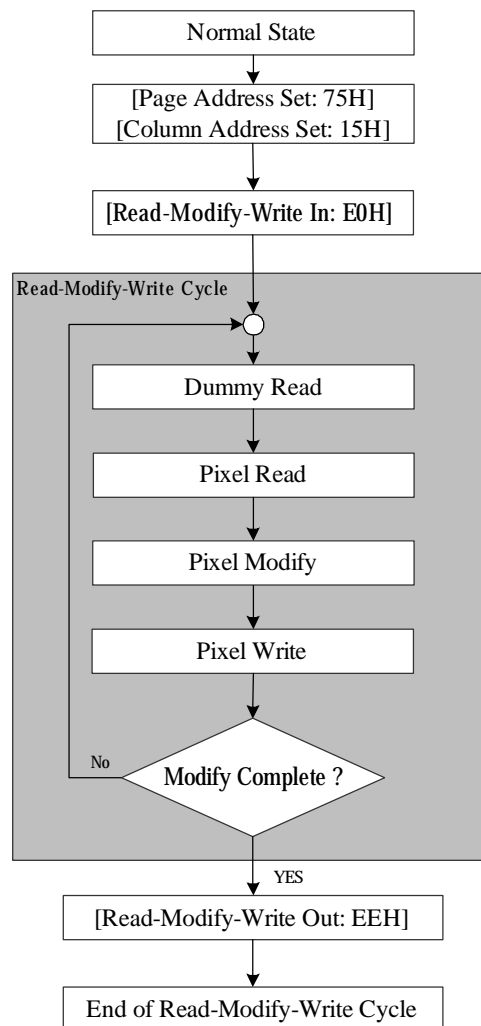 Normal State
[Page Address Set: 75H]
[Column Address Set: 15H]
[Read-Modify-Write In: E0H]
Read-Modify-Write Cycle
Dummy Read
Pixel Read
Pixel Modify
Pixel Write
No
Modify Complete ?
YES
[Read-Modify-Write Out: EEH]
End of Read-Modify-Write Cycle